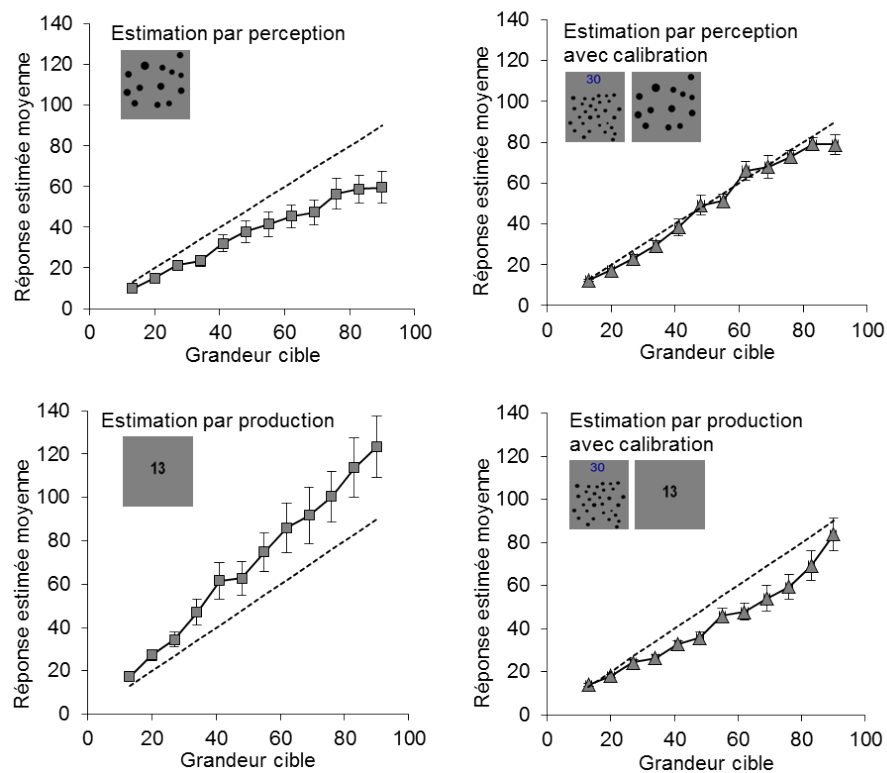 Estimation par perception
Réponse estimée moyenne
140
120
100
80
60
40
20
0
0 20 40 60 80 100
Grandeur cible
Estimation par perception
avec calibration
30
Réponse estimée moyenne
140
120
100
80
60
40
20
0
0 20 40 60 80 100
Grandeur cible
Estimation par production
13
Réponse estimée moyenne
140
120
100
80
60
40
20
0
0 20 40 60 80 100
Grandeur cible
Estimation par production
avec calibration
30
13
Réponse estimée moyenne
140
120
100
80
60
40
20
0
0 20 40 60 80 100
Grandeur cible